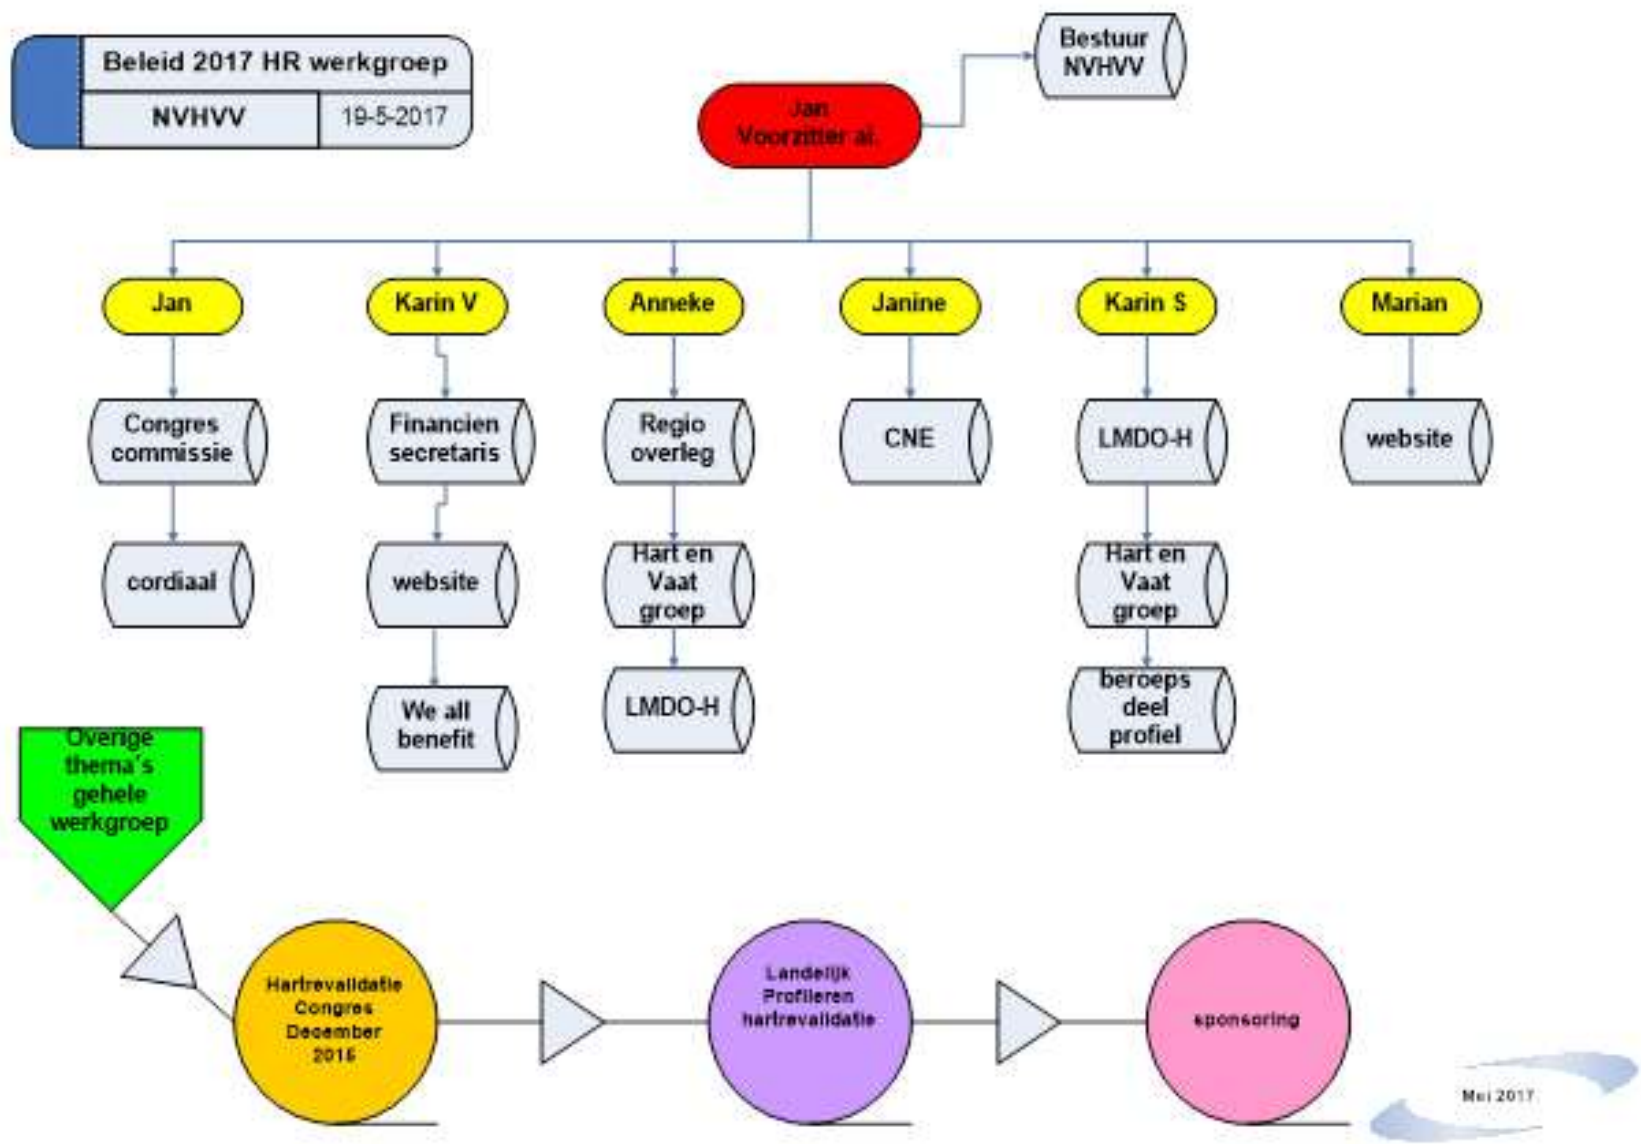 Beleid 2017 HR werkgroep
NVHVV
19-5-2017
Bestuur
NVHVV
Jan
Voorzitter ai.
Jan
Karin V
Anneke
Janine
Karin S
Marian
Congres
commissie
Financien
secretaris
Regio
overleg
CNE
LMDO-H
website
cordiaal
website
Hart en
Vaat
groep
Hart en
Vaat
groep
We all
benefit
LMDO-H
beroeps
deel
profiel
Overige
thema´s
gehele
werkgroep
Hartrevalidatie
Congres
December
2015
Landelijk
Profileren
hartrevalidatie
sponsoring
Mei 2017